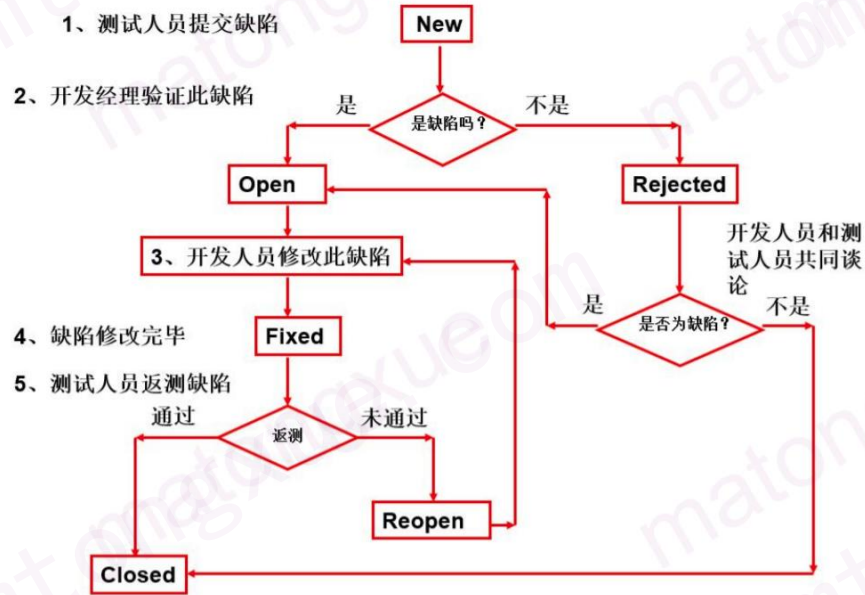 1、测试人员提交缺陷
New
2、开发经理验证此缺陷
是
不是
是缺陷吗？
Open
Rejected
3、开发人员修改此缺陷
开发人员和测
试人员共同谈
论
是
不是
是否为缺陷？
4、缺陷修改完毕
Fixed
5、测试人员返测缺陷
通过
未通过
返测
Reopen
Closed